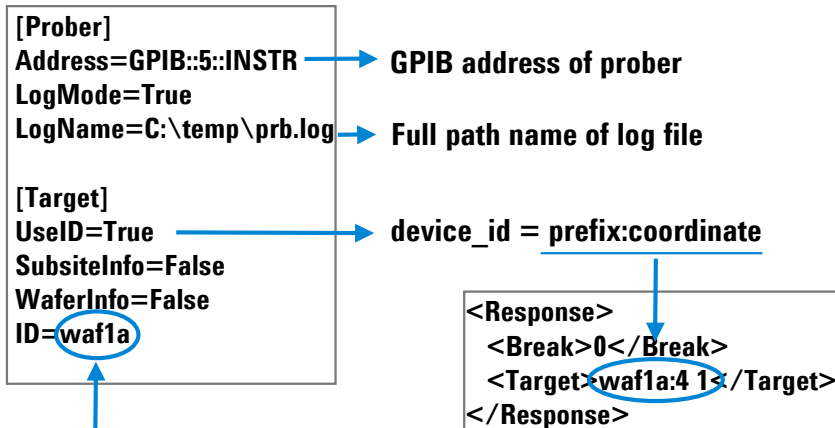 [Prober]
Address=GPIB::5::INSTR
GPIB address of prober
LogMode=True
LogName=C:\temp\prb.log
Full path name of log file
[Target]
UseID=True
device_id = prefix:coordinate
SubsiteInfo=False
WaferInfo=False
ID=waf1a
<Response>
<Break>0</Break>
<Target>waf1a:4 1</Target>
</Response>